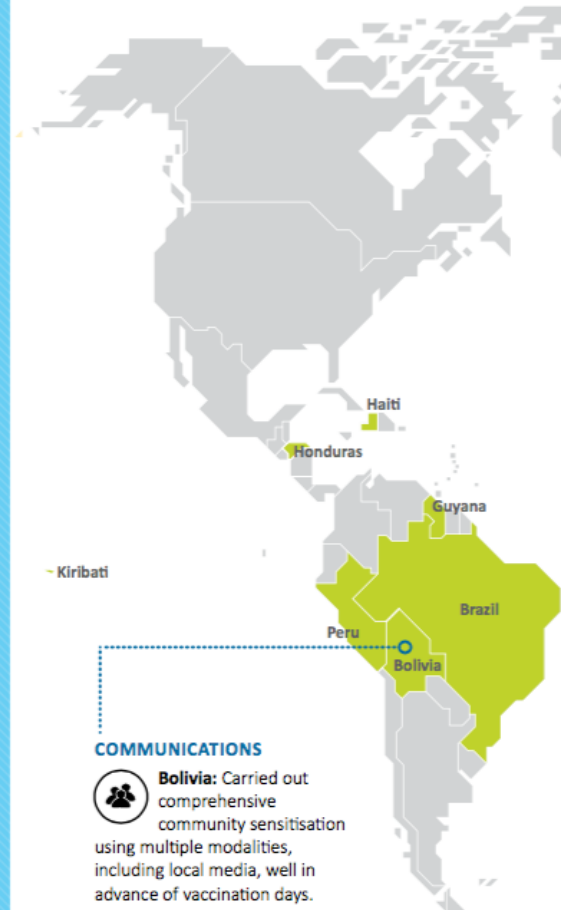 Haiti
Honduras
Guyana
~ Kiribati
Brazil
Peru
Bolivia
COMMUNICATIONS
Bolivia: Carried out
comprehensive
community sensitisation
using multiple modalities,
including local media, well in
advance of vaccination days.